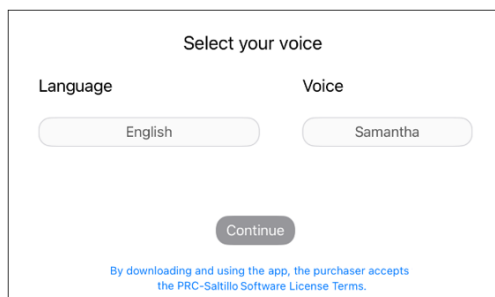 Select your voice
Language Voice
English Samantha
Continue
By downloading and using the app, the purchaser accepts
the PRC-Saltillo Software License Terms.